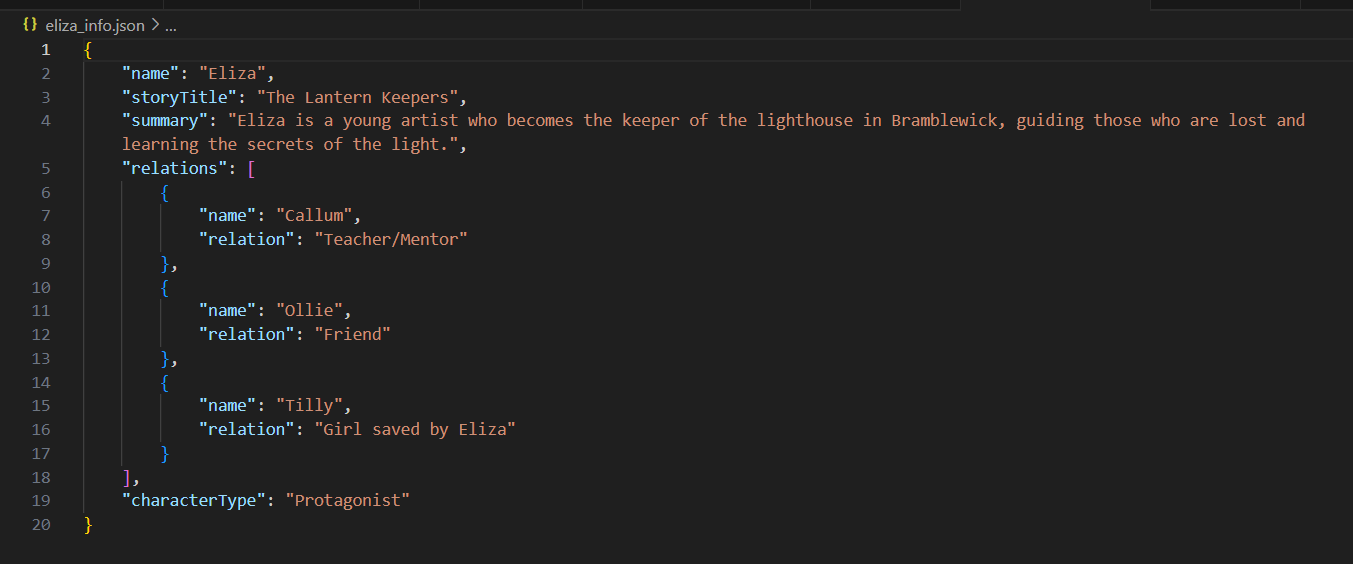 {} eliza_info.json > ...
1 {
2 "name": "Eliza",
3 "storyTitle": "The Lantern Keepers",
4 "summary": "Eliza is a young artist who becomes the keeper of the lighthouse in Bramblewick, guiding those who are lost and
learning the secrets of the light.",
5 "relations": [
6 {
7 "name": "Callum",
8 "relation": "Teacher/Mentor"
9 },
10 {
11 "name": "Ollie",
12 "relation": "Friend"
13 },
14 {
15 "name": "Tilly",
16 "relation": "Girl saved by Eliza"
17 }
18 ],
19 "characterType": "Protagonist"
20 }